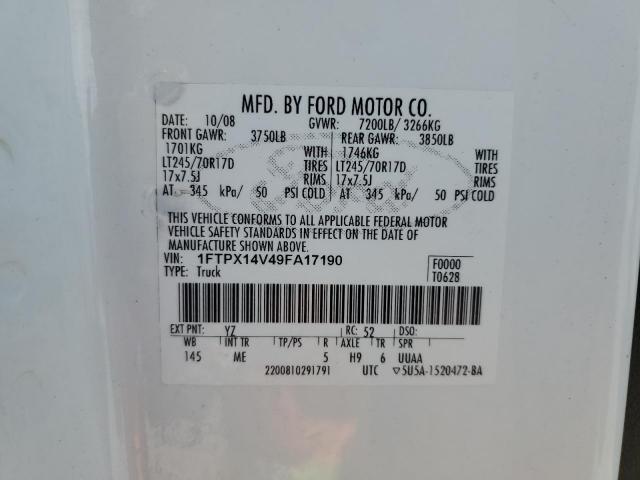 MFD. BY FORD MOTOR CO.
DATE: 10/08 GVWR: 7200LB/ 3266KG
FRONT GAWR: 3750LB REAR GAWR: 3850LB
1701KG WITH 1746KG WITH
LT245/70R17D TIRES LT245/70R17D TIRES
17x7.5J RIMS 17x7.5J RIMS
AT 345 kPa/ 50 PSI COLD AT 345 kPa/ 50 PSI COLD
THIS VEHICLE CONFORMS TO ALL APPLICABLE FEDERAL MOTOR
VEHICLE SAFETY STANDARDS IN EFFECT ON THE DATE OF
MANUFACTURE SHOWN ABOVE.
VIN: 1FTPX14V49FA17190 F0000
TYPE: Truck T0628
EXT PNT: YZ RC: 52 DSO:
WB INT TR TP/PS R AXLE TR SPR
145 ME 5 H9 6 UUAA
2200810291791 UTC ▽5U5A-1520472-BA